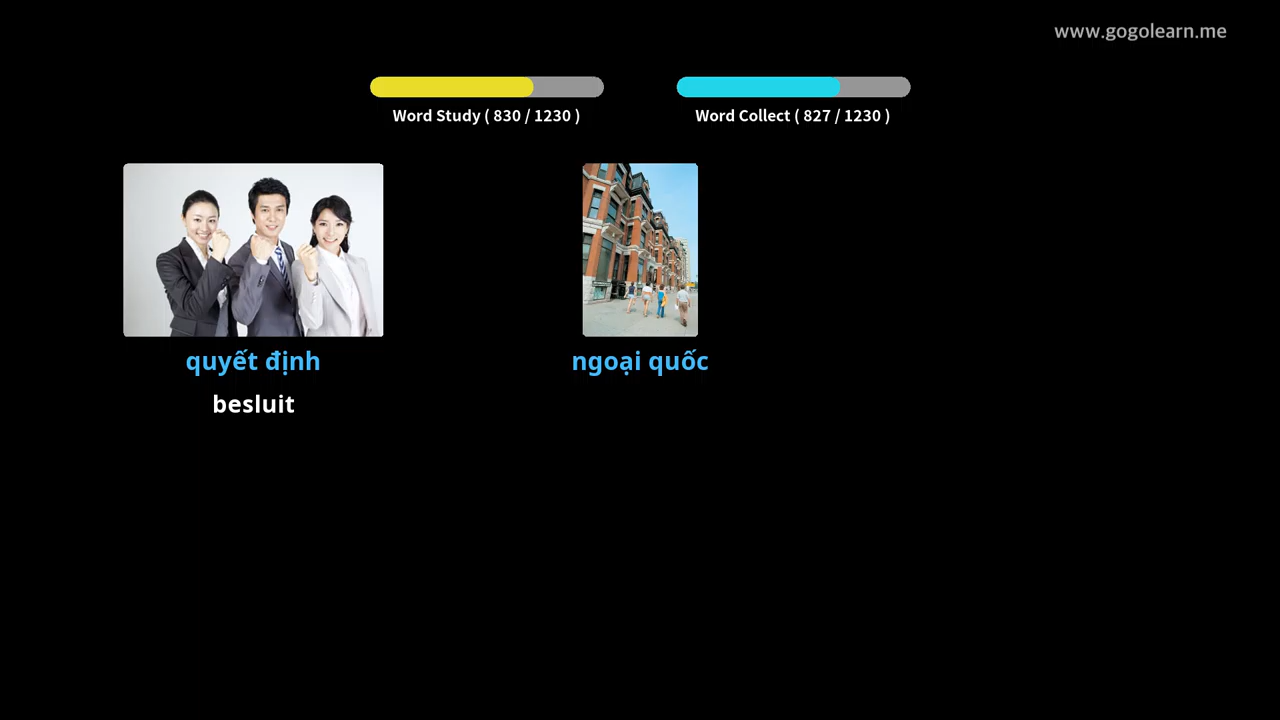 www.gogolearn.me
Word Study ( 830 / 1230 )
Word Collect ( 827 / 1230 )
quyết định
besluit
ngoại quốc